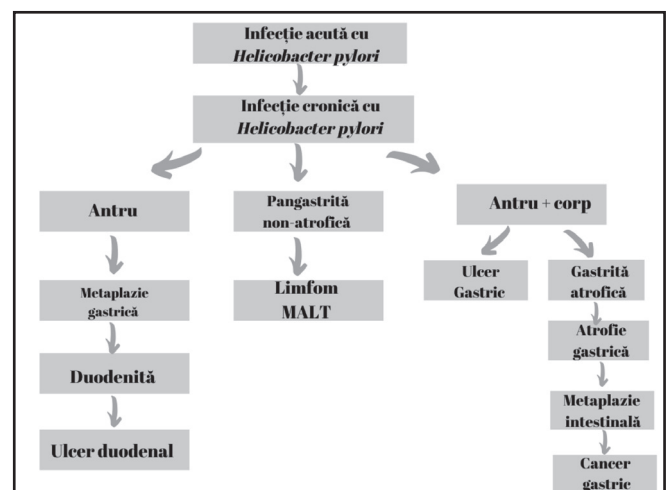 Infecție acută cu
Helicobacter pylori
Infecție cronică cu
Helicobacter pylori
Antru
Metaplazie
gastrică
Duodenită
Ulcer duodenal
Pangastrită
non-atrofică
Limfom
MALT
Antru + corp
Ulcer
Gastric
Gastrită
atrofică
Atrofie
gastrică
Metaplazie
intestinală
Cancer
gastric